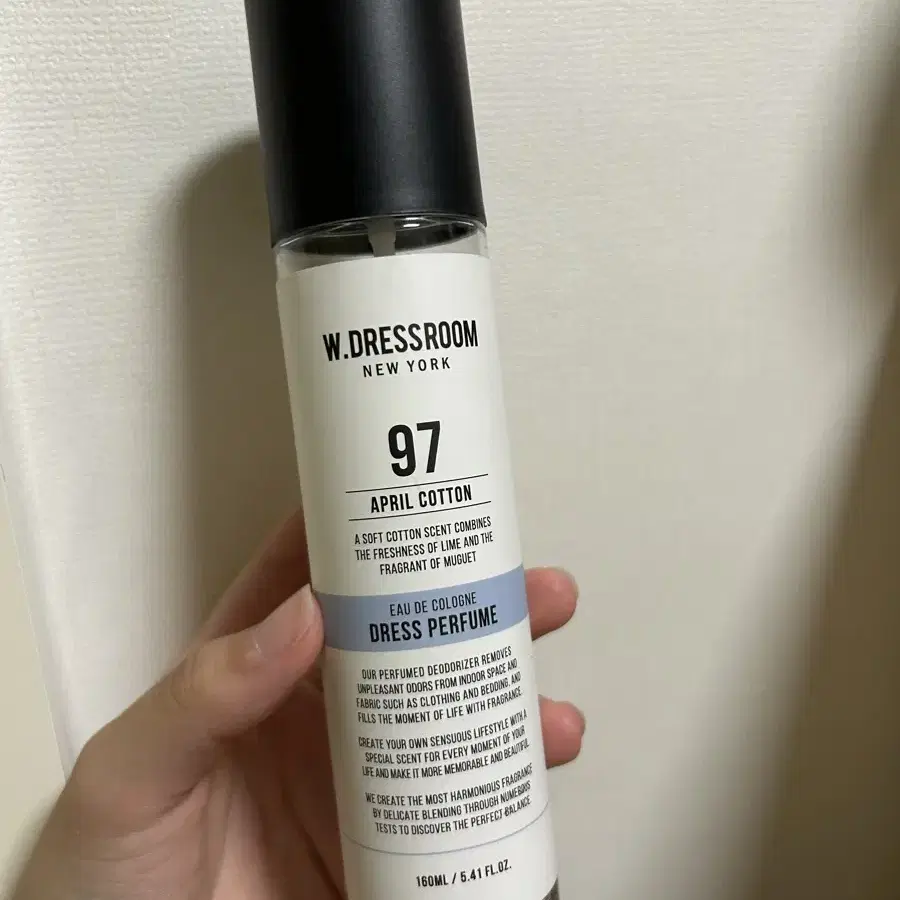 W.DRESSROOM
NEW YORK
97
APRIL COTTON
A SOFT COTTON SCENT COMBINES
THE FRESHNESS OF LIME AND THE
FRAGRANT OF MUGUET
EAU DE COLOGNE
DRESS PERFUME
OUR PERFUMED DEODORIZER REMOVES
UNPLEASANT ODORS FROM INDOOR SPACE AND
FABRIC SUCH AS CLOTHING AND BEDDING, AND
FILLS THE MOMENT OF LIFE WITH FRAGRANCE.
CREATE YOUR OWN SENSUOUS LIFESTYLE WITH A
SPECIAL SCENT FOR EVERY MOMENT OF YOUR
LIFE AND MAKE IT MORE MEMORABLE AND BEAUTIFUL.
WE CREATE THE MOST HARMONIOUS FRAGRANCE
BY DELICATE BLENDING THROUGH NUMEROUS
TESTS TO DISCOVER THE PERFECT BALANCE.
160ML / 5.41 FL.OZ.